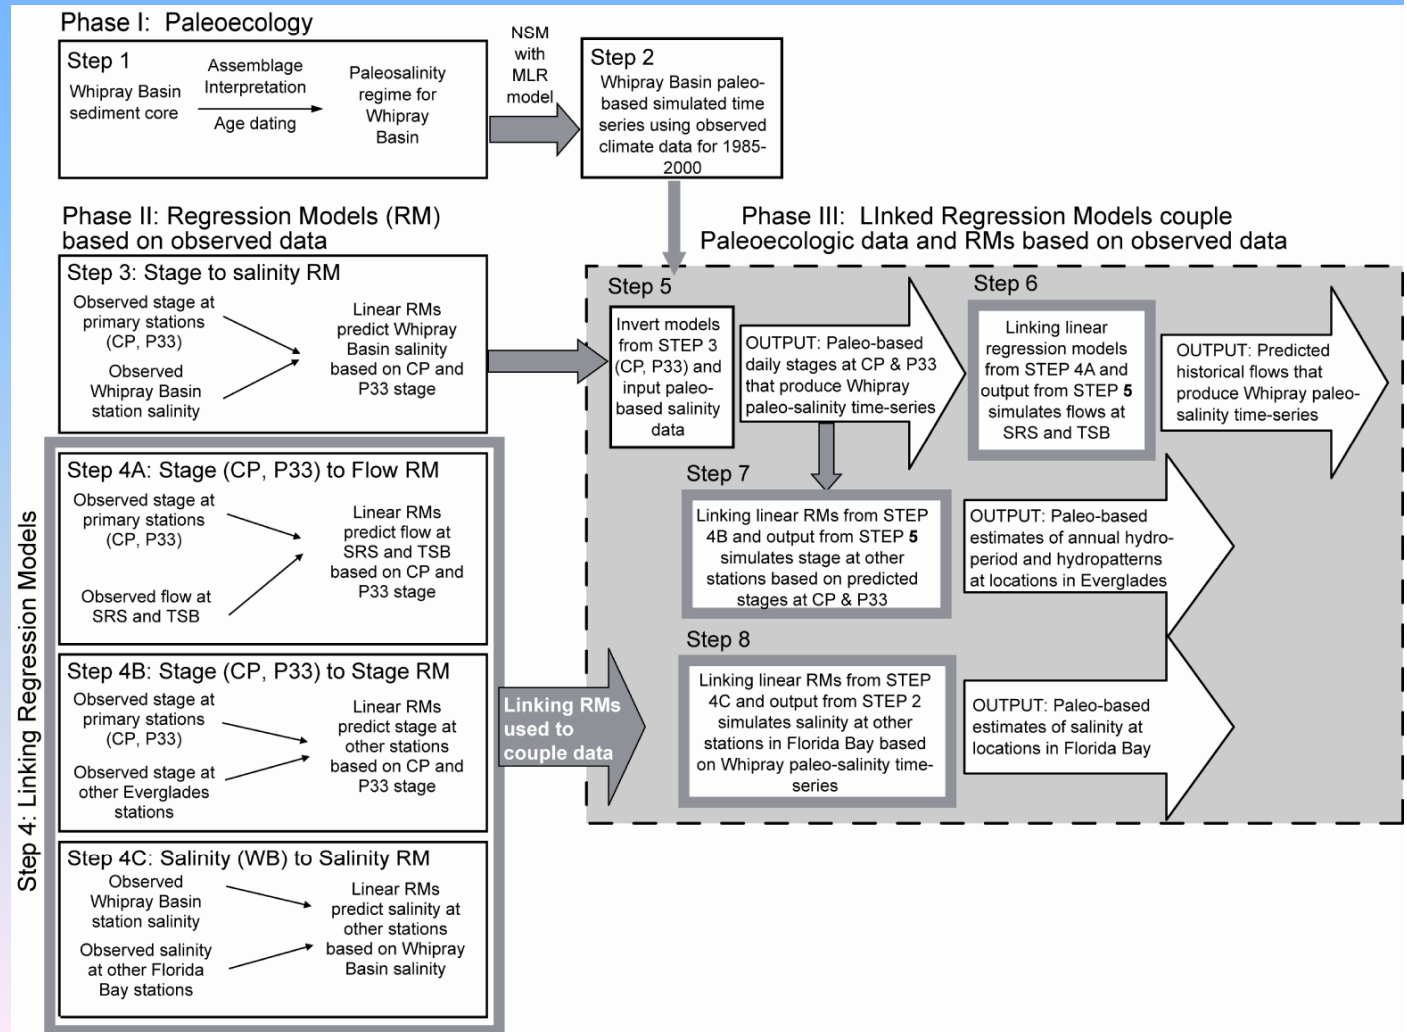 Phase I: Paleoecology
Step 1
Whipray Basin
sediment core
Assemblage
Interpretation
Age dating
Paleosalinity
regime for
Whipray
Basin
NSM
with
MLR
model
Step 2
Whipray Basin paleo-
based simulated time
series using observed
climate data for 1985-
2000
Phase II: Regression Models (RM)
based on observed data
Step 3: Stage to salinity RM
Observed stage at
primary stations
(CP, P33)
Observed
Whipray Basin
station salinity
Linear RMs
predict Whipray
Basin salinity
based on CP and
P33 stage
Step 4: Linking Regression Models
Step 4A: Stage (CP, P33) to Flow RM
Observed stage at
primary stations
(CP, P33)
Observed flow at
SRS and TSB
Linear RMs
predict flow at
SRS and TSB
based on CP and
P33 stage
Step 4B: Stage (CP, P33) to Stage RM
Observed stage at
primary stations
(CP, P33)
Observed stage at
other Everglades
stations
Linear RMs
predict stage at
other stations
based on CP and
P33 stage
Step 4C: Salinity (WB) to Salinity RM
Observed
Whipray Basin
station salinity
Observed salinity
at other Florida
Bay stations
Linear RMs
predict salinity at
other stations
based on Whipray
Basin salinity
Linking RMs
used to
couple data
Phase III: LInked Regression Models couple
Paleoecologic data and RMs based on observed data
Step 5
Invert models
from STEP 3
(CP, P33) and
input paleo-
based salinity
data
OUTPUT: Paleo-based
daily stages at CP & P33
that produce Whipray
paleo-salinity time-series
Step 6
Linking linear
regression models
from STEP 4A and
output from STEP 5
simulates flows at
SRS and TSB
OUTPUT: Predicted
historical flows that
produce Whipray paleo-
salinity time-series
Step 7
Linking linear RMs from STEP
4B and output from STEP 5
simulates stage at other
stations based on predicted
stages at CP & P33
OUTPUT: Paleo-based
estimates of annual hydro-
period and hydropatterns
at locations in Everglades
Step 8
Linking linear RMs from STEP
4C and output from STEP 2
simulates salinity at other
stations in Florida Bay based
on Whipray paleo-salinity time-
series
OUTPUT: Paleo-based
estimates of salinity at
locations in Florida Bay